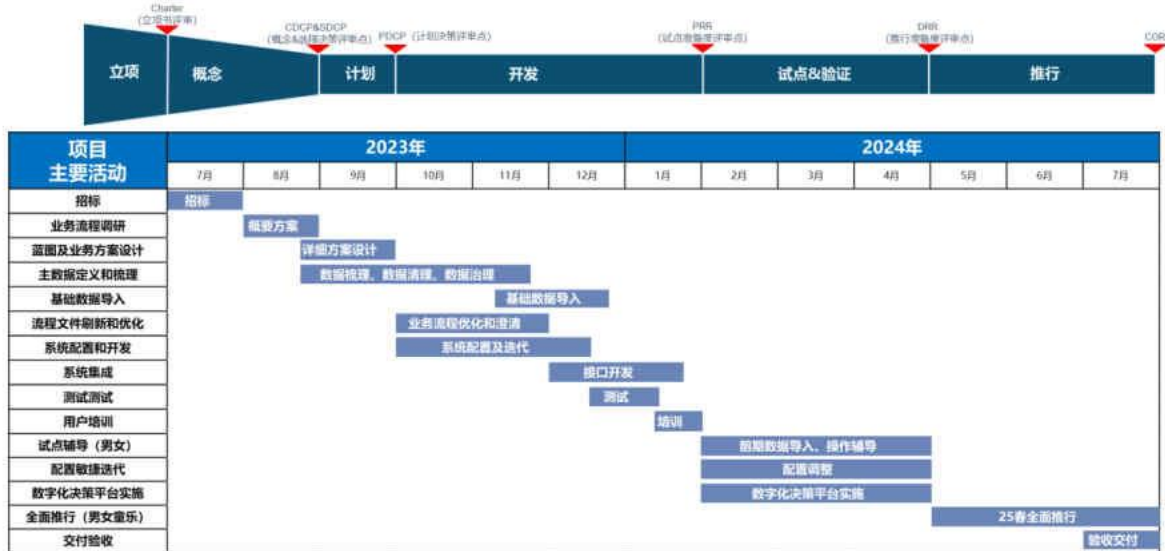 Charter
(立项书评审)
CDCP&SDCP
(概念&
决策评审点)
PDCP (计划决策评审点)
PRR
(试点准备度评审点)
DRR
(推行准备度评审点)
COR
立项
概念
计划
开发
试点&验证
推行
项目
主要活动
2023年
2024年
7月
8月
9月
10月
11月
12月
1月
2月
3月
4月
5月
6月
7月
招标
招标
业务流程调研
概要方案
蓝图及业务方案设计
详细方案设计
主数据定义和梳理
数据梳理、数据清理、数据治理
基础数据导入
基础数据导入
流程文件刷新和优化
业务流程优化和澄清
系统配置和开发
系统配置及迭代
系统集成
接口开发
测试测试
测试
用户培训
培训
试点辅导（男女）
前期数据导入、操作辅导
配置敏捷迭代
配置调整
数字化决策平台实施
数字化决策平台实施
全面推行（男女童乐）
25春全面推行
交付验收
验收交付